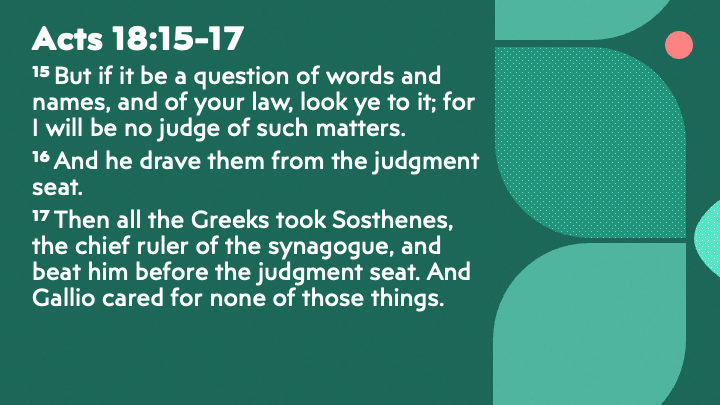 Acts 18:15-17
15 But if it be a question of words and
names, and of your law, look ye to it; for
I will be no judge of such matters.
16 And he drave them from the judgment
seat.
17 Then all the Greeks took Sosthenes,
the chief ruler of the synagogue, and
beat him before the judgment seat. And
Gallio cared for none of those things.